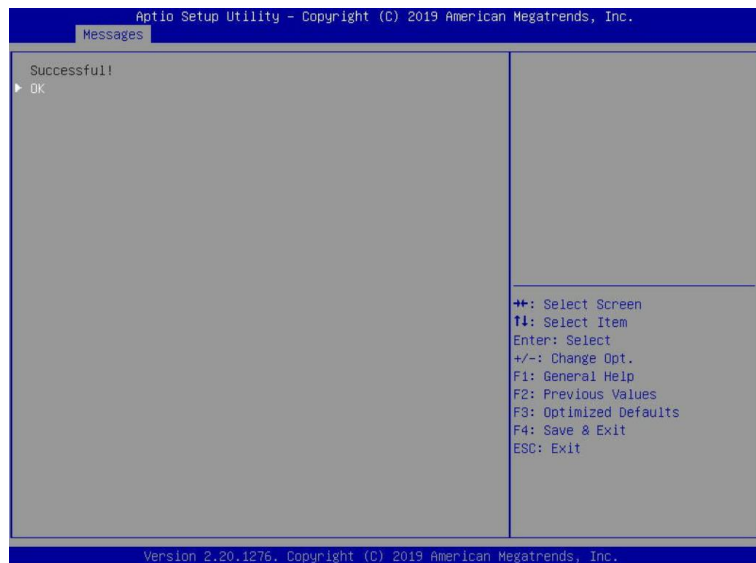 Aptio Setup Utility – Copyright (C) 2019 American Megatrends, Inc.
Messages
Successful!
OK
→←: Select Screen
↑↓: Select Item
Enter: Select
+/-: Change Opt.
F1: General Help
F2: Previous Values
F3: Optimized Defaults
F4: Save & Exit
ESC: Exit
Version 2.20.1276. Copyright (C) 2019 American Megatrends, Inc.